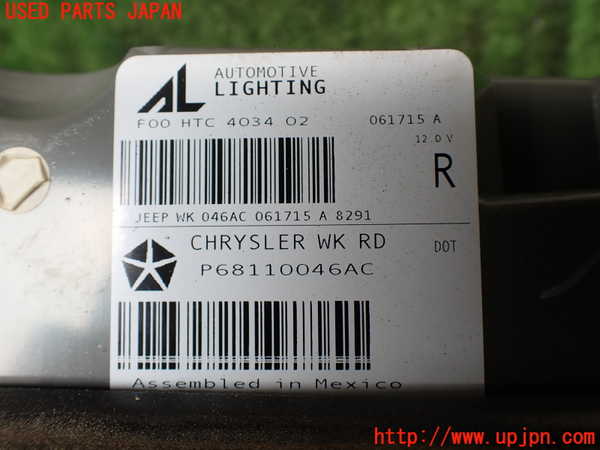 USED PARTS JAPAN
AL AUTOMOTIVE LIGHTING
F00 HTC 4034 02 061715 A
12.0 V
R
JEEP WK 046AC 061715 A 8291
CHRYSLER WK RD DOT
P68110046AC
Assembled in Mexico
http://www.upjpn.com/